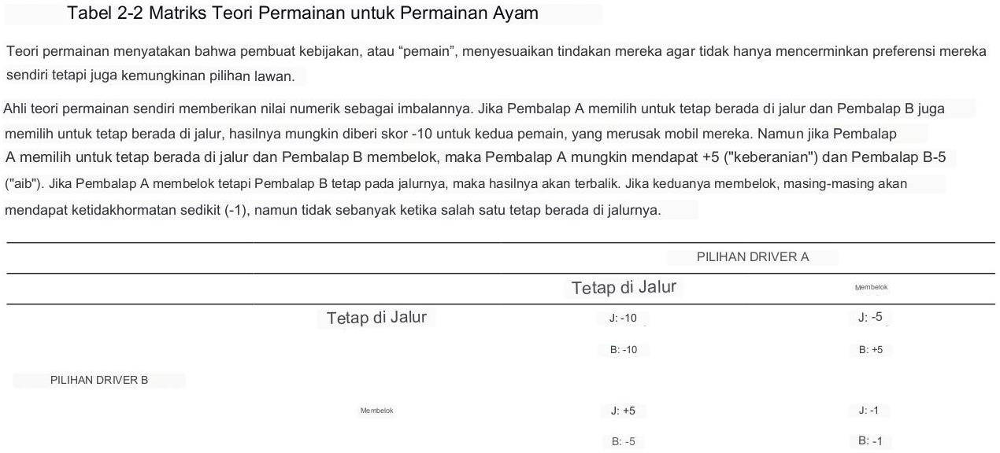 Tabel 2-2 Matriks Teori Permainan untuk Permainan Ayam
Teori permainan menyatakan bahwa pembuat kebijakan, atau “pemain”, menyesuaikan tindakan mereka agar tidak hanya mencerminkan preferensi mereka
sendiri tetapi juga kemungkinan pilihan lawan.
Ahli teori permainan sendiri memberikan nilai numerik sebagai imbalannya. Jika Pembalap A memilih untuk tetap berada di jalur dan Pembalap B juga
memilih untuk tetap berada di jalur, hasilnya mungkin diberi skor -10 untuk kedua pemain, yang merusak mobil mereka. Namun jika Pembalap
A memilih untuk tetap berada di jalur dan Pembalap B membelok, maka Pembalap A mungkin mendapat +5 ("keberanian") dan Pembalap B-5
("aib"). Jika Pembalap A membelok tetapi Pembalap B tetap pada jalurnya, maka hasilnya akan terbalik. Jika keduanya membelok, masing-masing akan
mendapat ketidakhormatan sedikit (-1), namun tidak sebanyak ketika salah satu tetap berada di jalurnya.
PILIHAN DRIVER A
Tetap di Jalur Membelok
Tetap di Jalur J: -10 J: -5
B: -10 B: +5
PILIHAN DRIVER B
Membelok J: +5 J: -1
B: -5 B: -1